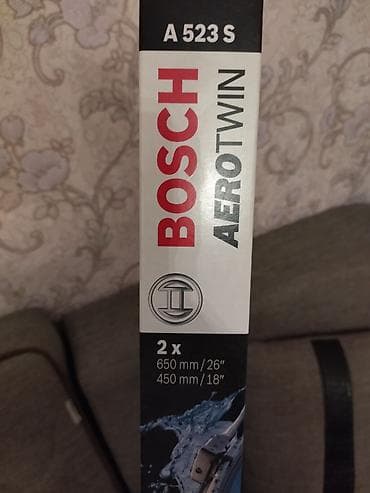 A 523 S
BOSCH
AEROTWIN
2 x
650 mm/26″
450 mm/18″